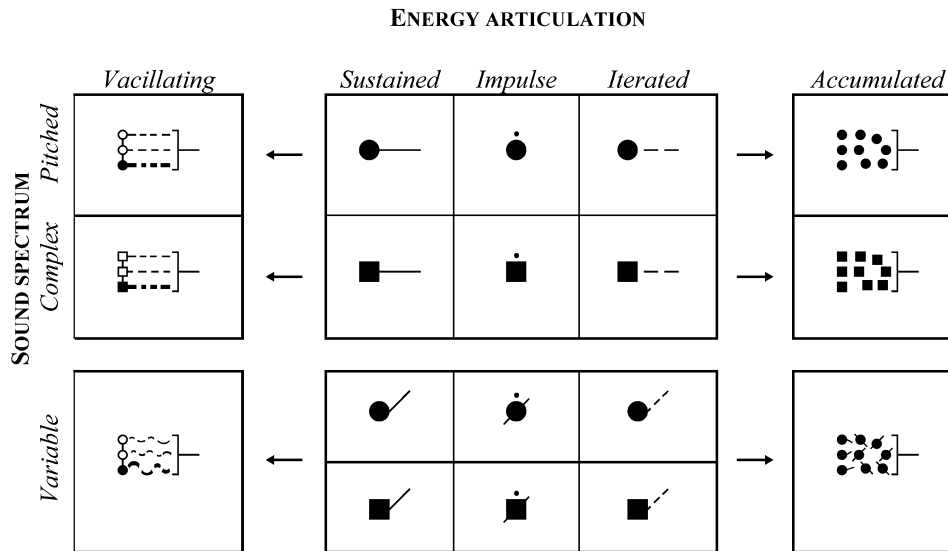 ENERGY ARTICULATION
Vacillating Sustained Impulse Iterated Accumulated
SOUND SPECTRUM
Pitched
Complex
Variable